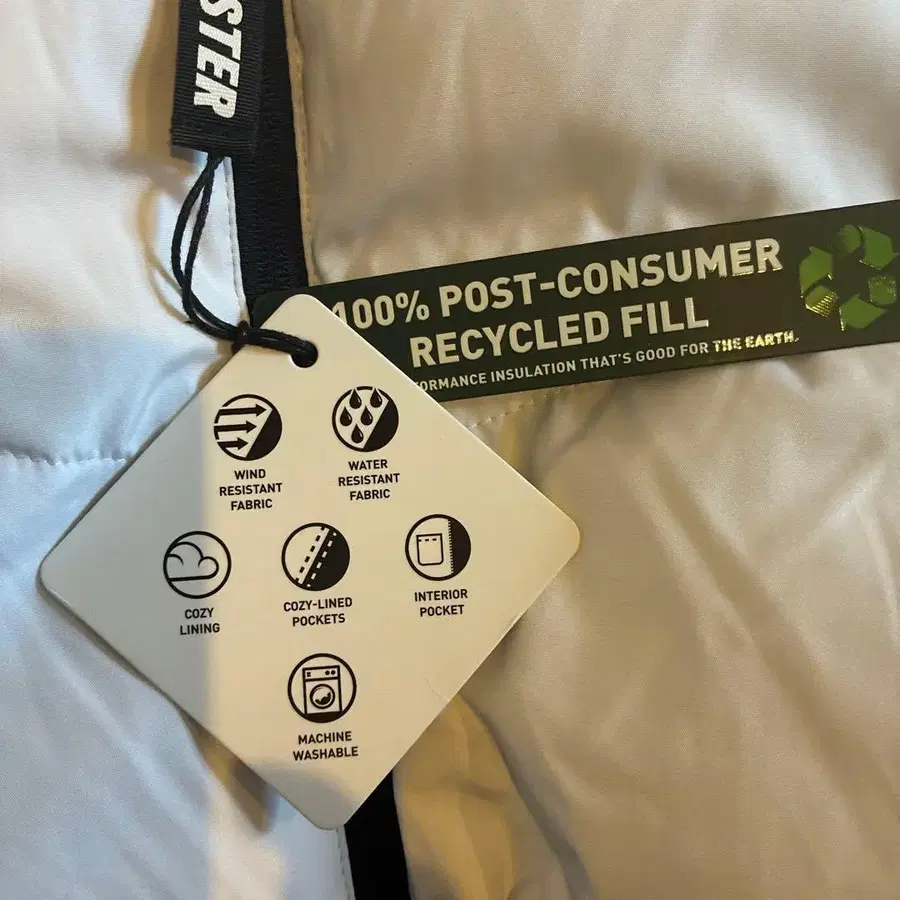 STER
100% POST-CONSUMER
RECYCLED FILL
INSULATION THAT'S GOOD FOR THE EARTH.
WIND
RESISTANT
FABRIC
WATER
RESISTANT
FABRIC
COZY
LINING
COZY-LINED
POCKETS
INTERIOR
POCKET
MACHINE
WASHABLE